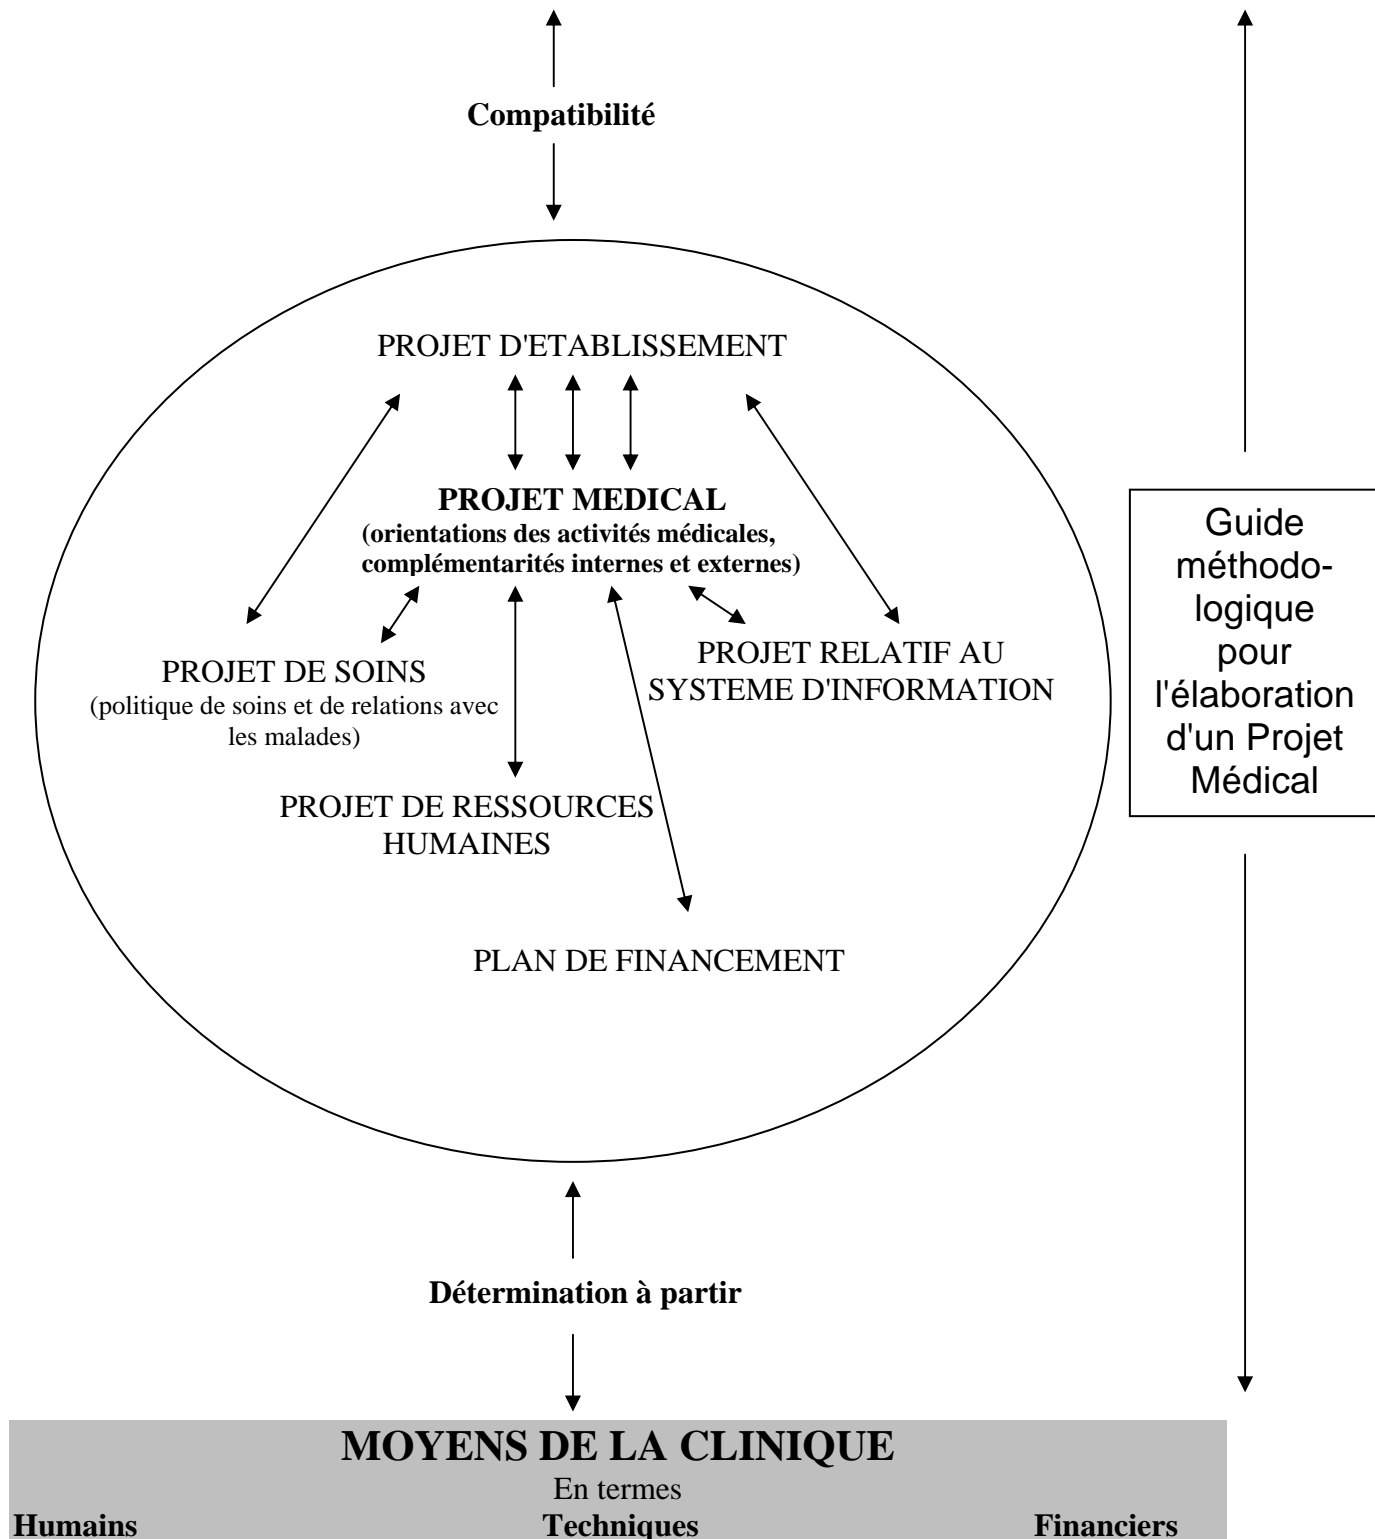 Compatibilité
PROJET D'ETABLISSEMENT
PROJET MEDICAL
(orientations des activités médicales,
complémentarités internes et externes)
PROJET DE SOINS
(politique de soins et de relations avec
les malades)
PROJET RELATIF AU
SYSTEME D'INFORMATION
PROJET DE RESSOURCES
HUMAINES
PLAN DE FINANCEMENT
Guide
méthodo-
logique
pour
l'élaboration
d'un Projet
Médical
Détermination à partir
MOYENS DE LA CLINIQUE
En termes
Humains Techniques Financiers